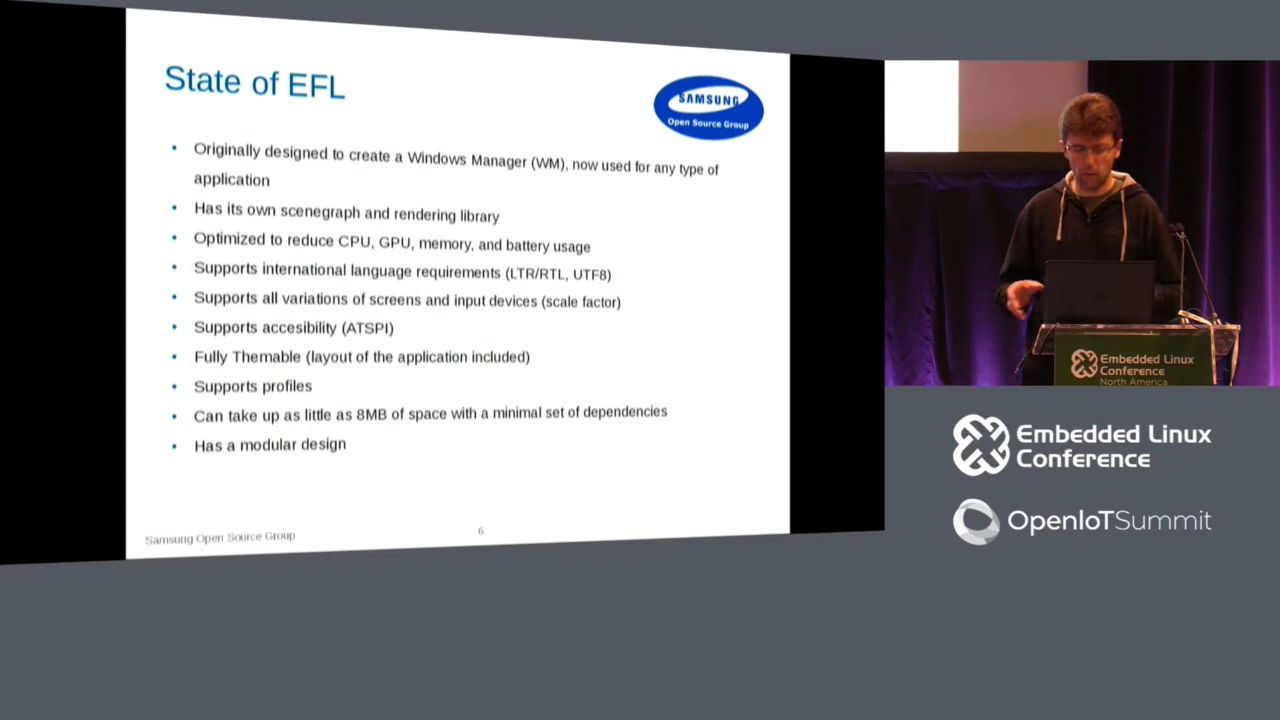 State of EFL
SAMSUNG
Open Source Group
• Originally designed to create a Windows Manager (WM), now used for any type of
application
• Has its own scenegraph and rendering library
• Optimized to reduce CPU, GPU, memory, and battery usage
• Supports international language requirements (LTR/RTL, UTF8)
• Supports all variations of screens and input devices (scale factor)
• Supports accesibility (ATSPI)
• Fully Themable (layout of the application included)
• Supports profiles
• Can take up as little as 8MB of space with a minimal set of dependencies
• Has a modular design
Samsung Open Source Group
6
Embedded Linux
Conference
North America
Embedded Linux
Conference
OpenIoTSummit